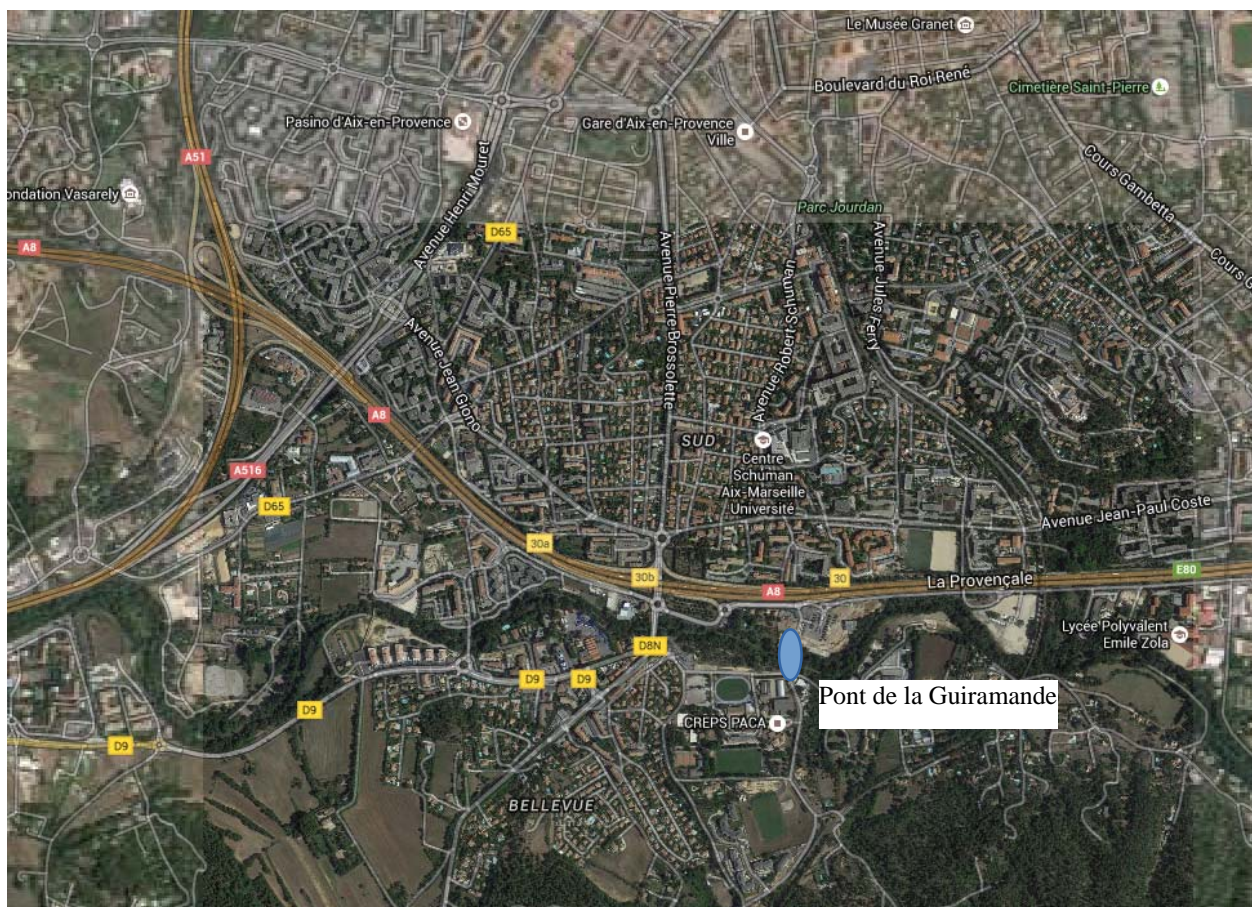 Le Musée Granet
Boulevard du Roi René
Cimetière Saint-Pierre
Pasino d'Aix-en-Provence
Gare d'Aix-en-Provence
Ville
A51
ondation Vasarely
Avenue Henri Mouret
Cours Gambetta
Parc Jourdan
A8
D65
Avenue Pierre Brossolette
Avenue Robert Schuman
Avenue Jules Ferry
Cours G
Avenue Jean Giono
A8
SUD
Centre
Schuman
Aix-Marseille
Université
A516
D65
Avenue Jean-Paul Coste
30a
30b
A8
30
La Provençale
E80
Lycée Polyvalent
Emile Zola
D8N
D9
D9
D9
D9
Pont de la Guiramande
CREPS PACA
BELLEVUE